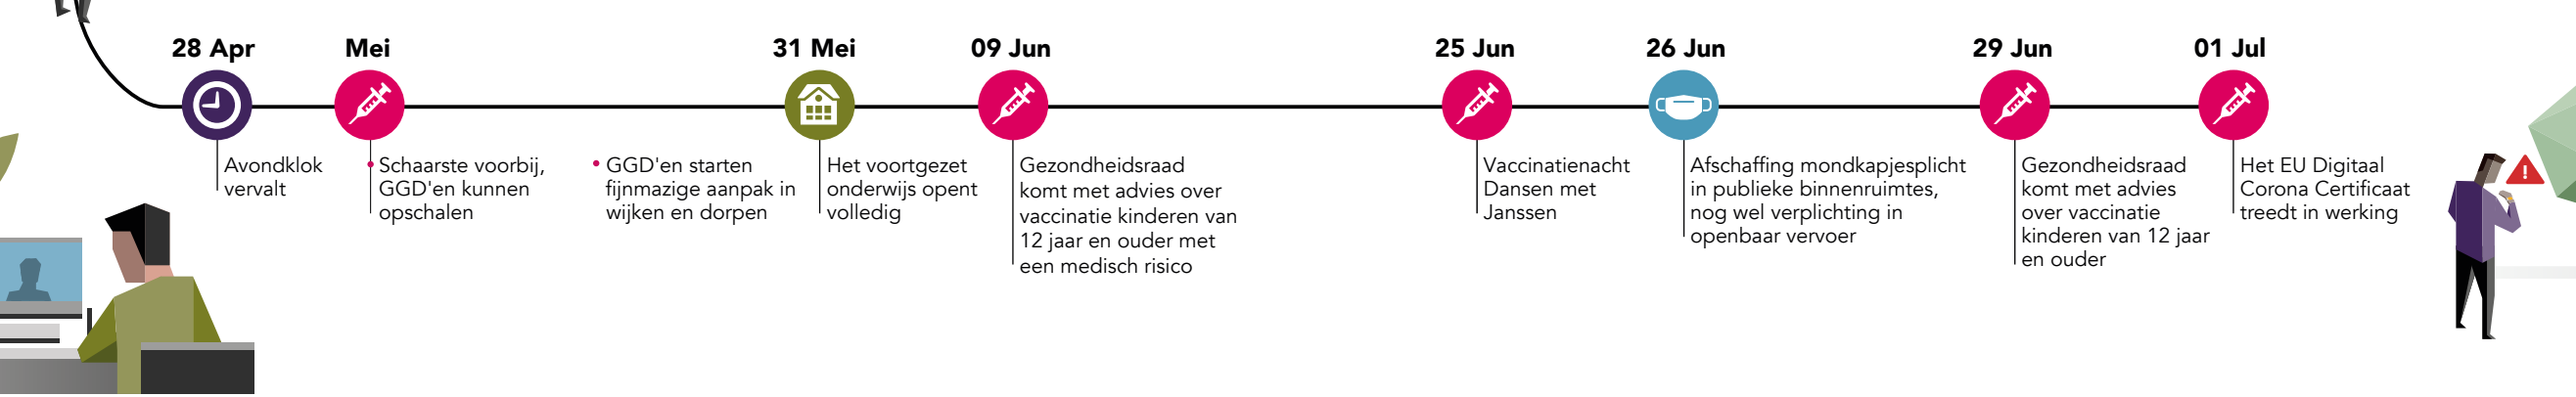 28 Apr
Avondklok
vervalt
Mei
• Schaarste voorbij,
GGD'en kunnen
opschalen
• GGD'en starten
fijnmazige aanpak in
wijken en dorpen
31 Mei
Het voortgezet
onderwijs opent
volledig
09 Jun
Gezondheidsraad
komt met advies over
vaccinatie kinderen van
12 jaar en ouder met
een medisch risico
25 Jun
Vaccinatienacht
Dansen met
Janssen
26 Jun
Afschaffing mondkapjesplicht
in publieke binnenruimtes,
nog wel verplichting in
openbaar vervoer
29 Jun
Gezondheidsraad
komt met advies
over vaccinatie
kinderen van 12 jaar
en ouder
01 Jul
Het EU Digitaal
Corona Certificaat
treedt in werking